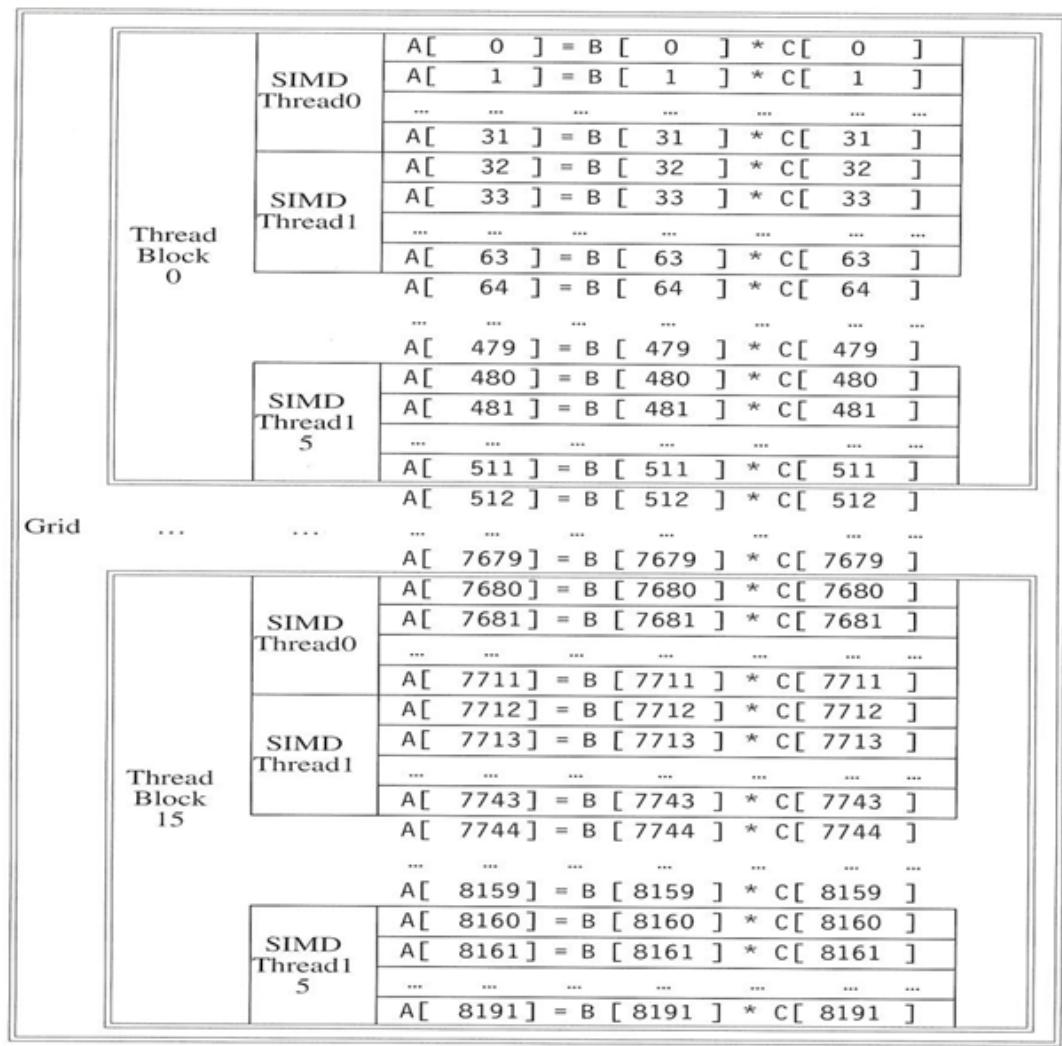 A[ 0 ] = B [ 0 ] * C[ 0 ]
SIMD Thread0
A[ 1 ] = B [ 1 ] * C[ 1 ]
... ... ... ... ... ... ...
A[ 31 ] = B [ 31 ] * C[ 31 ]
A[ 32 ] = B [ 32 ] * C[ 32 ]
SIMD Thread1
A[ 33 ] = B [ 33 ] * C[ 33 ]
... ... ... ... ... ... ...
Thread
Block
0
A[ 63 ] = B [ 63 ] * C[ 63 ]
A[ 64 ] = B [ 64 ] * C[ 64 ]
... ... ... ... ... ... ...
A[ 479 ] = B [ 479 ] * C[ 479 ]
A[ 480 ] = B [ 480 ] * C[ 480 ]
SIMD
Thread1
5
A[ 481 ] = B [ 481 ] * C[ 481 ]
... ... ... ... ... ... ...
A[ 511 ] = B [ 511 ] * C[ 511 ]
A[ 512 ] = B [ 512 ] * C[ 512 ]
Grid ... ... ... ... ... ... ... ... ...
A[ 7679 ] = B [ 7679 ] * C[ 7679 ]
A[ 7680 ] = B [ 7680 ] * C[ 7680 ]
SIMD
Thread0
A[ 7681 ] = B [ 7681 ] * C[ 7681 ]
... ... ... ... ... ... ...
A[ 7711 ] = B [ 7711 ] * C[ 7711 ]
A[ 7712 ] = B [ 7712 ] * C[ 7712 ]
SIMD
Thread1
A[ 7713 ] = B [ 7713 ] * C[ 7713 ]
... ... ... ... ... ... ...
Thread
Block
15
A[ 7743 ] = B [ 7743 ] * C[ 7743 ]
A[ 7744 ] = B [ 7744 ] * C[ 7744 ]
... ... ... ... ... ... ...
A[ 8159 ] = B [ 8159 ] * C[ 8159 ]
A[ 8160 ] = B [ 8160 ] * C[ 8160 ]
SIMD
Thread1
5
A[ 8161 ] = B [ 8161 ] * C[ 8161 ]
... ... ... ... ... ... ...
A[ 8191 ] = B [ 8191 ] * C[ 8191 ]